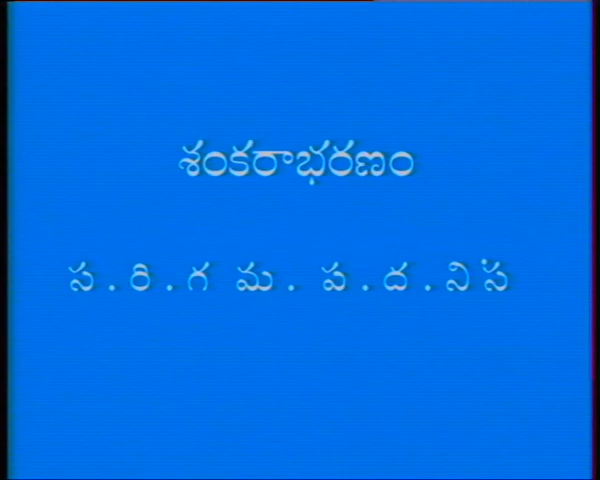 శంకరాభరణం
స . రి . గ మ . ప . ద . ని స̇